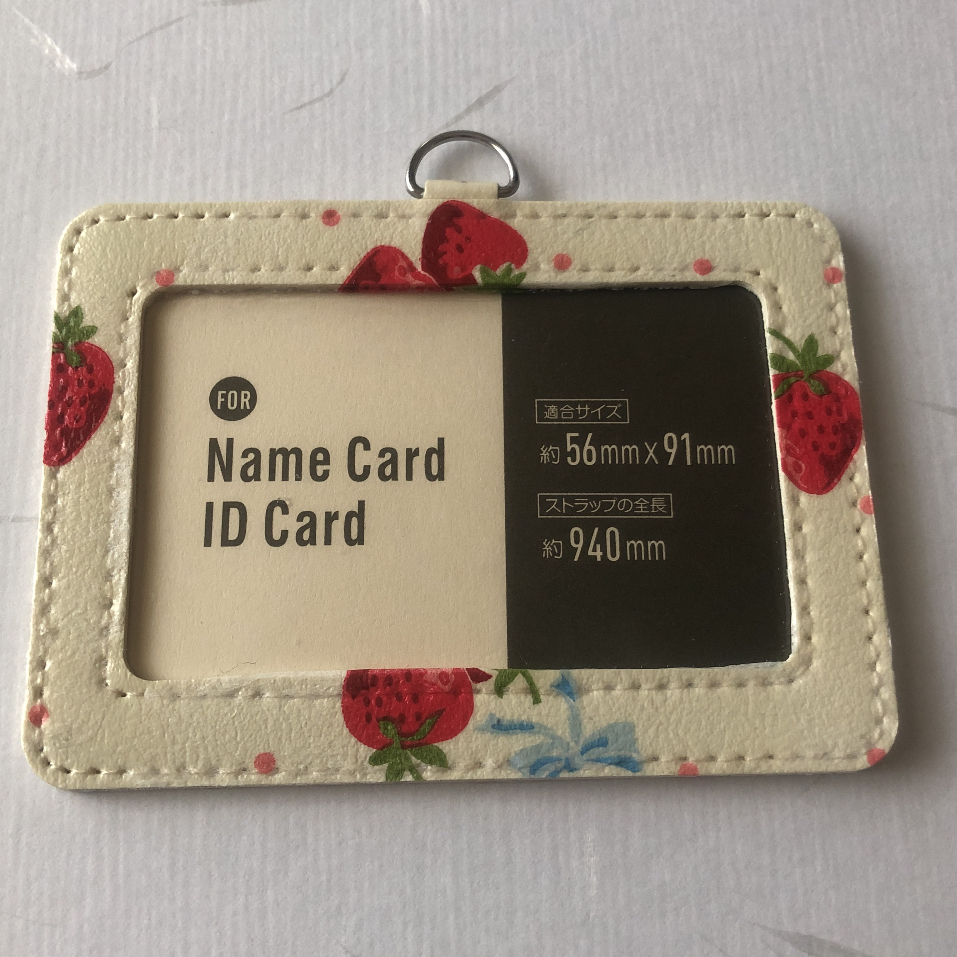 FOR
Name Card
ID Card
適合サイズ
約56mm×91mm
ストラップの全長
約940mm